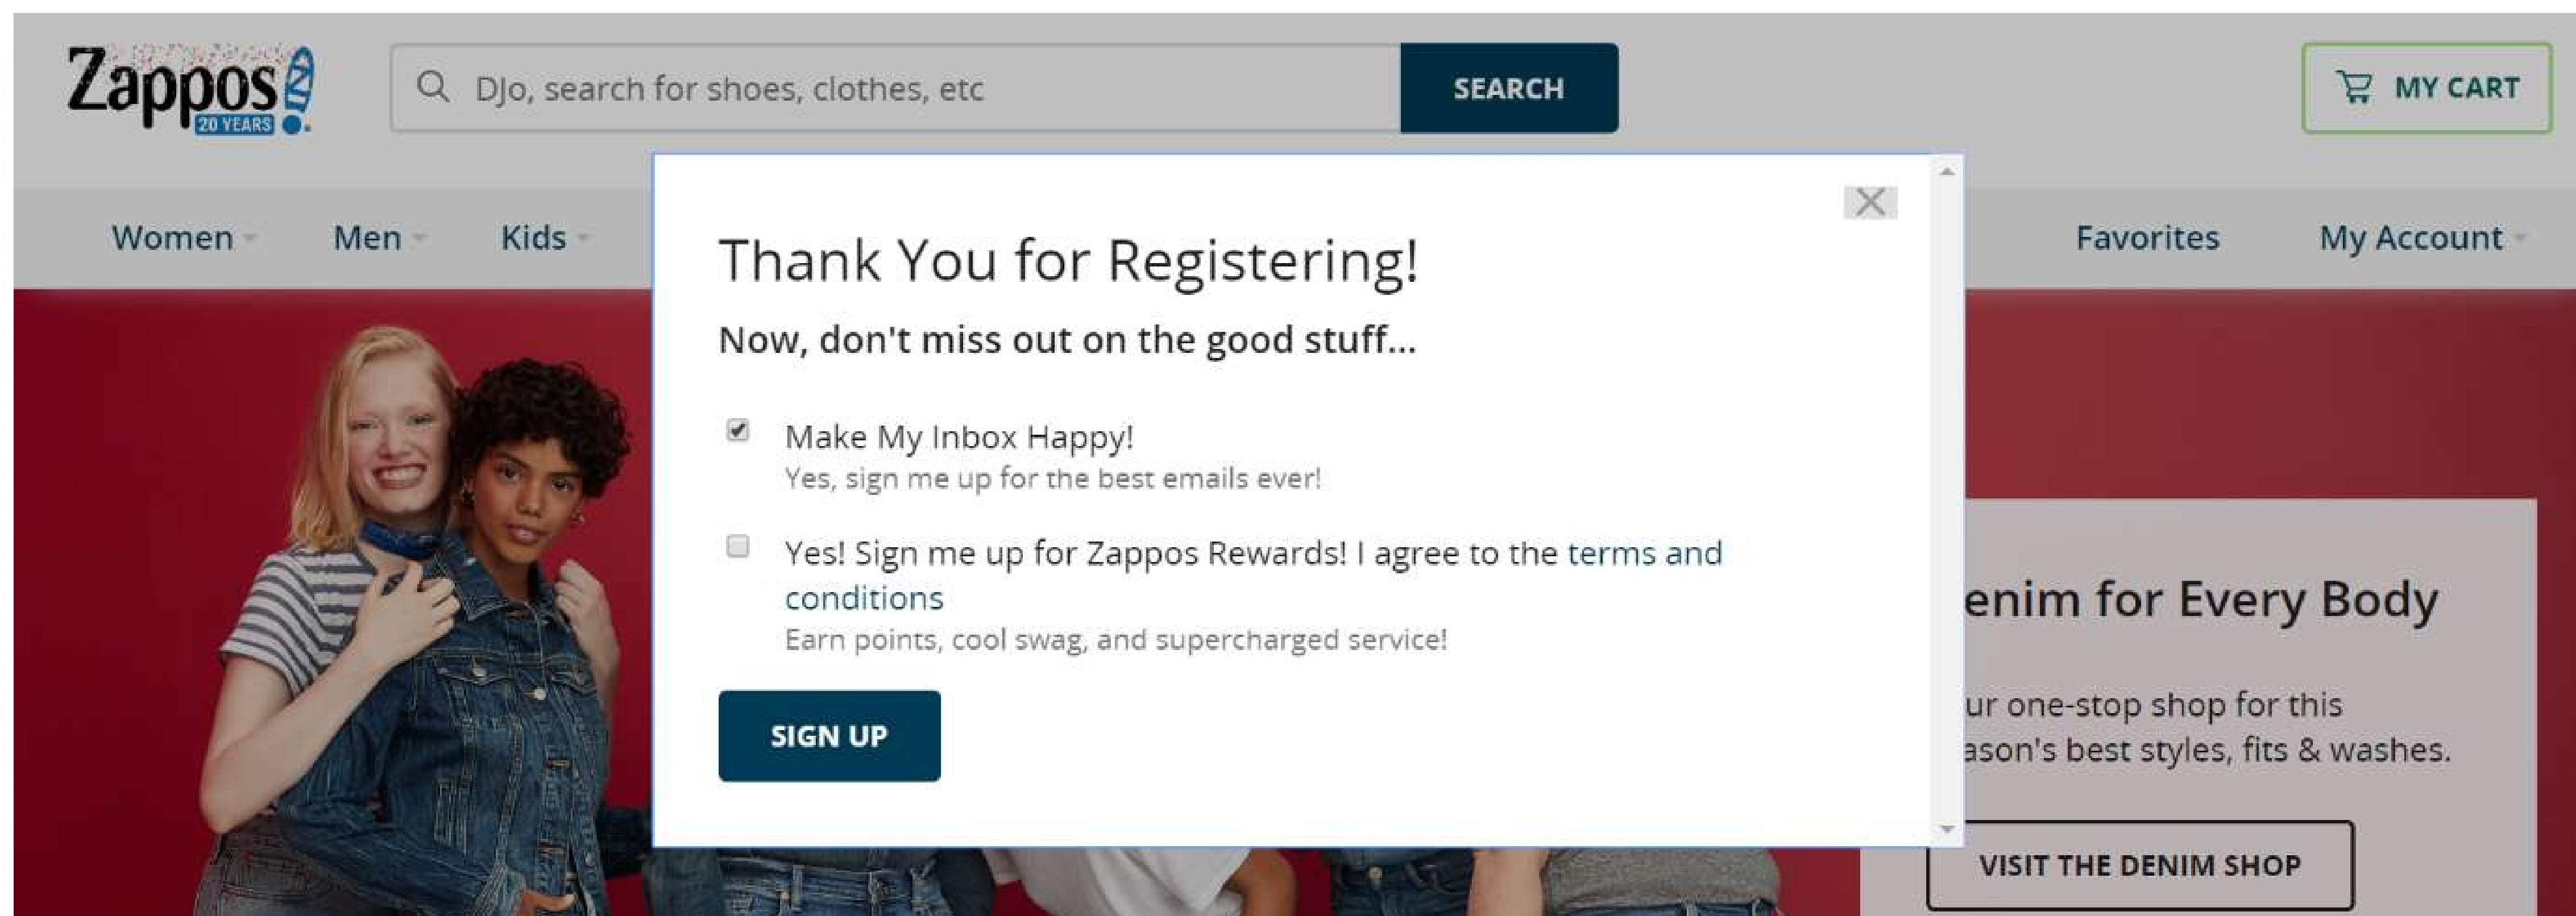 Zappos
20 YEARS
DJo, search for shoes, clothes, etc
SEARCH
MY CART
Women
Men
Kids
Favorites
My Account
Thank You for Registering!
Now, don't miss out on the good stuff...
Make My Inbox Happy!
Yes, sign me up for the best emails ever!
Yes! Sign me up for Zappos Rewards! I agree to the terms and
conditions
Earn points, cool swag, and supercharged service!
SIGN UP
enim for Every Body
ur one-stop shop for this
ason's best styles, fits & washes.
VISIT THE DENIM SHOP